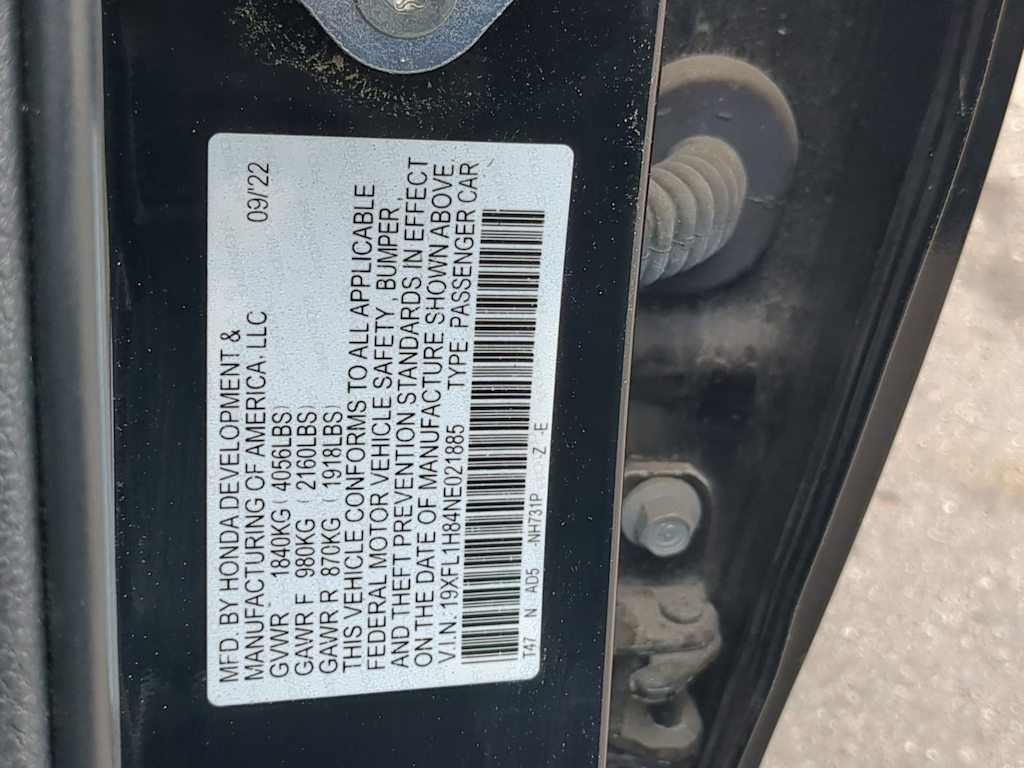 MFD. BY HONDA DEVELOPMENT &
MANUFACTURING OF AMERICA, LLC 09/'22
GVWR 1840KG ( 4056LBS)
GAWR F 980KG ( 2160LBS)
GAWR R 870KG ( 1918LBS)
THIS VEHICLE CONFORMS TO ALL APPLICABLE
FEDERAL MOTOR VEHICLE SAFETY, BUMPER,
AND THEFT PREVENTION STANDARDS IN EFFECT
ON THE DATE OF MANUFACTURE SHOWN ABOVE.
V.I.N.: 19XFL1H84NE021885 TYPE: PASSENGER CAR
T47 N AD5 -NH731P Z -E